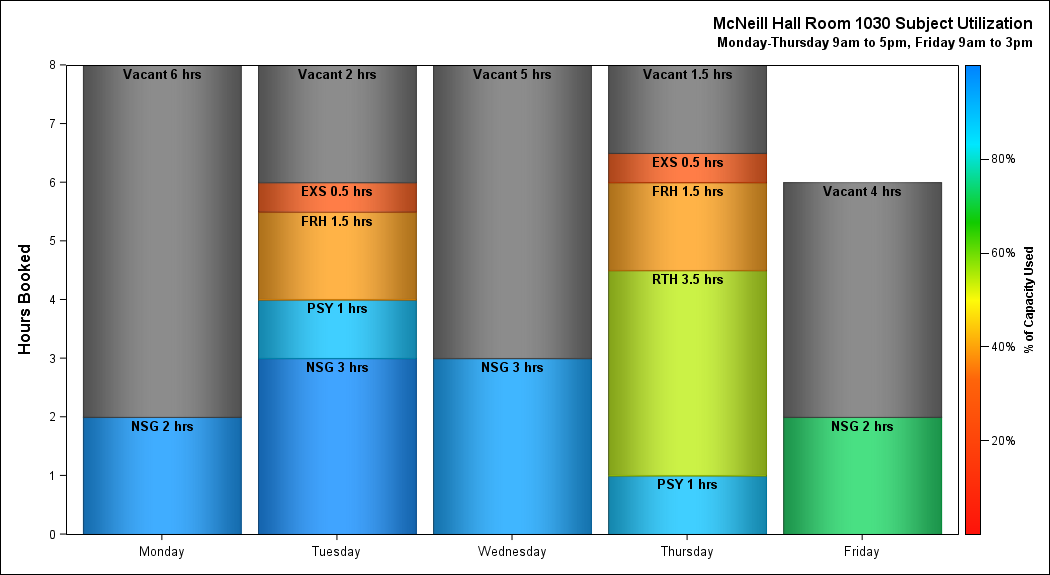 McNeill Hall Room 1030 Subject Utilization
Monday-Thursday 9am to 5pm, Friday 9am to 3pm
Hours Booked
8
7
6
5
4
3
2
1
0
Vacant 6 hrs
NSG 2 hrs
Vacant 2 hrs
EXS 0.5 hrs
FRH 1.5 hrs
PSY 1 hrs
NSG 3 hrs
Vacant 5 hrs
NSG 3 hrs
Vacant 1.5 hrs
EXS 0.5 hrs
FRH 1.5 hrs
RTH 3.5 hrs
PSY 1 hrs
Vacant 4 hrs
NSG 2 hrs
Monday
Tuesday
Wednesday
Thursday
Friday
80%
60%
40%
20%
% of Capacity Used